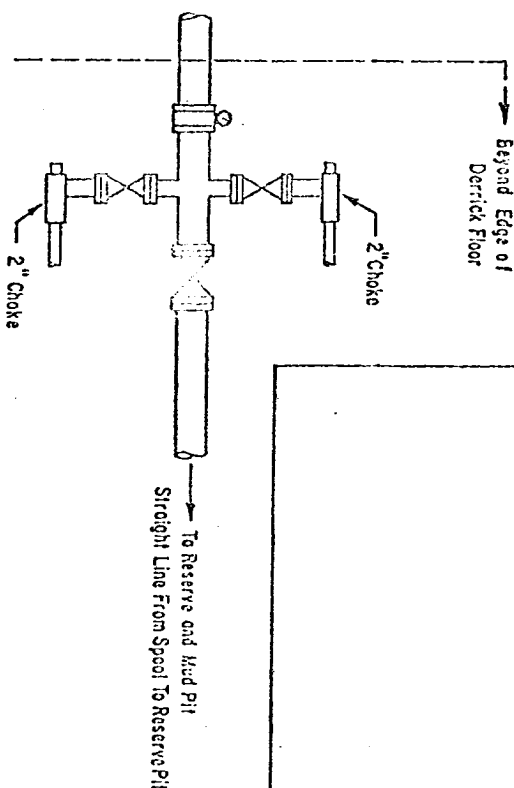 Beyond Edge of
Derrick Floor
2" Choke
2" Choke
To Reserve and Mud Pit
Straight Line From Spool To Reserve Pit